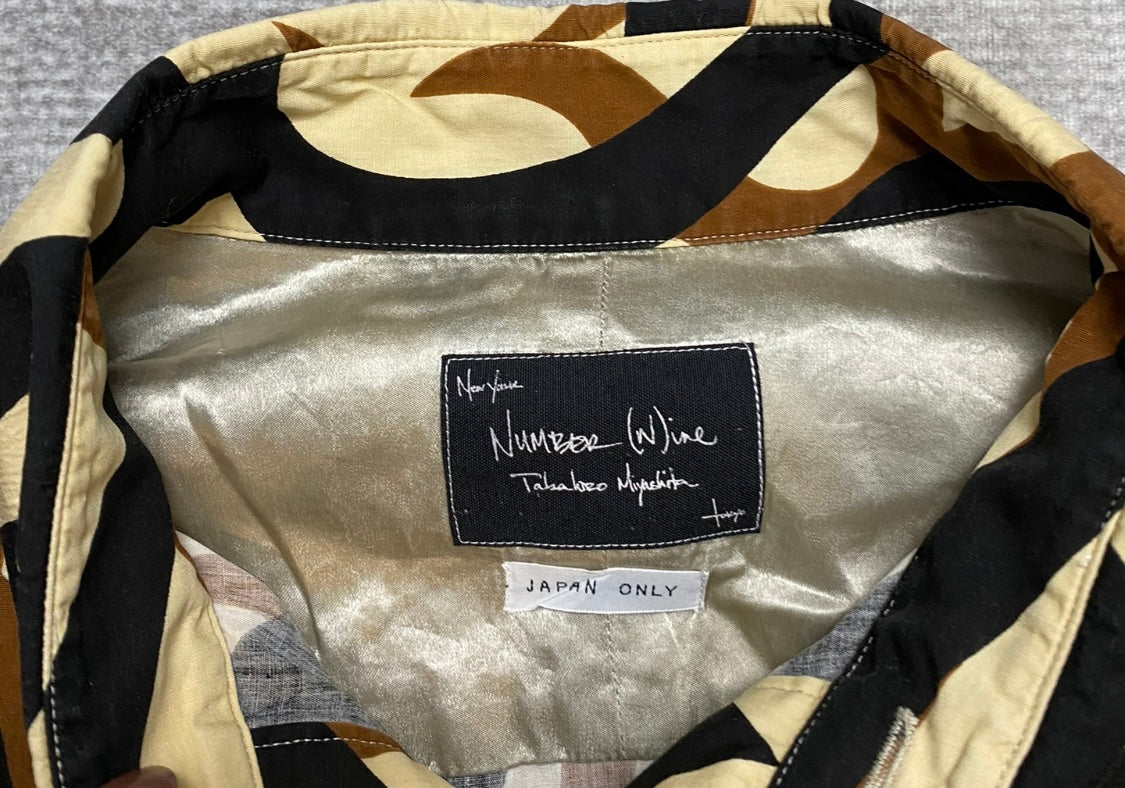 New York
NUMBER (N)ine
Takahiro Miyashita
tokyo
JAPAN ONLY